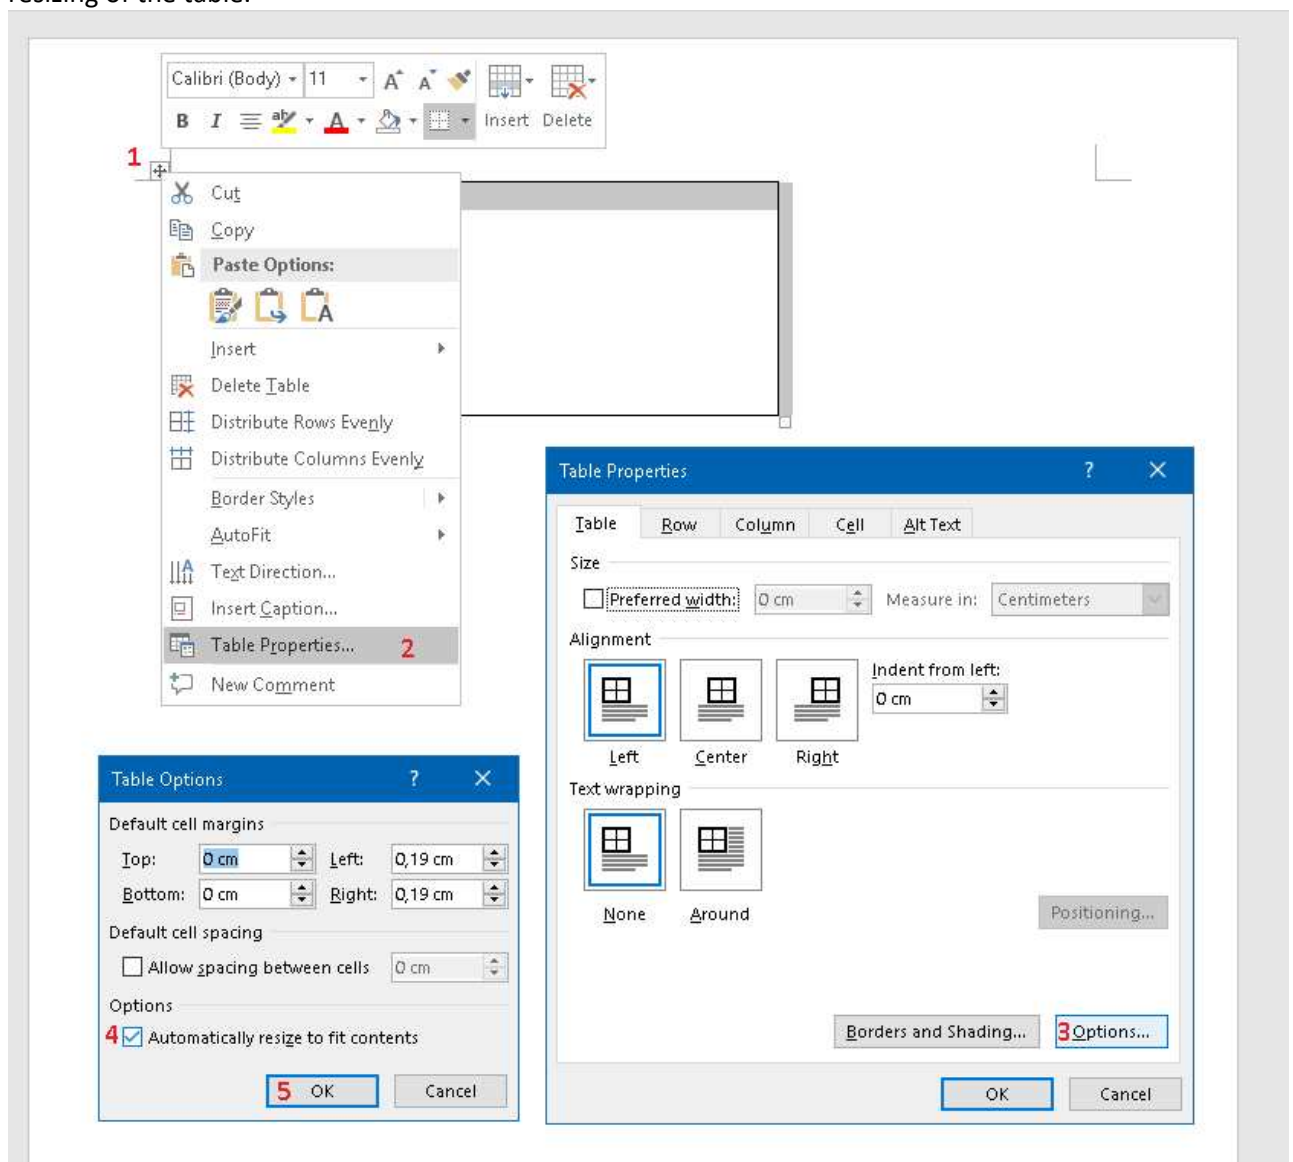 resizing of the table.
Calibri (Body) 11 A A
B I ab A Insert Delete
1
Cut
Copy
Paste Options:
A
Insert
Delete Table
Distribute Rows Evenly
Distribute Columns Evenly
Border Styles
AutoFit
A Text Direction...
Insert Caption...
Table Properties... 2
New Comment
Table Properties ? ×
Table Row Column Cell Alt Text
Size
Preferred width: 0 cm Measure in: Centimeters
Alignment
Indent from left:
0 cm
Left Center Right
Text wrapping
None Around
Positioning...
Borders and Shading... 3 Options...
OK Cancel
Table Options ? ×
Default cell margins
Top: 0 cm Left: 0,19 cm
Bottom: 0 cm Right: 0,19 cm
Default cell spacing
Allow spacing between cells 0 cm
Options
4 Automatically resize to fit contents
5 OK Cancel